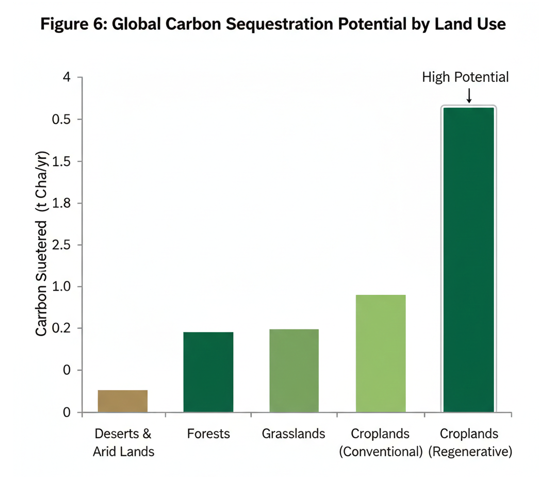 Figure 6: Global Carbon Sequestration Potential by Land Use
High Potential
4
0.5
1.5
1.8
2.5
1.0
0.2
0
0
Carrbon Suetered (t Cha/yr)
Deserts &
Arid Lands
Forests
Grasslands
Croplands
(Conventional)
Croplands
(Regenerative)